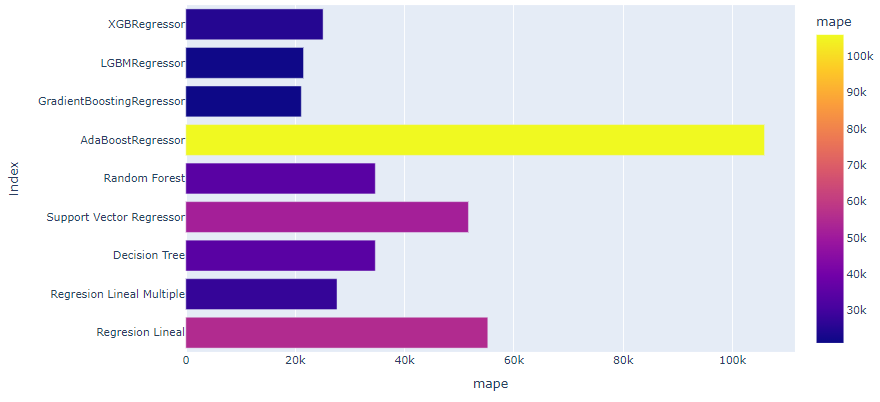 XGBRegressor
LGBMRegressor
GradientBoostingRegressor
AdaBoostRegressor
Random Forest
Support Vector Regressor
Decision Tree
Regresion Lineal Multiple
Regresion Lineal
Index
0 20k 40k 60k 80k 100k
mape
mape
100k
90k
80k
70k
60k
50k
40k
30k